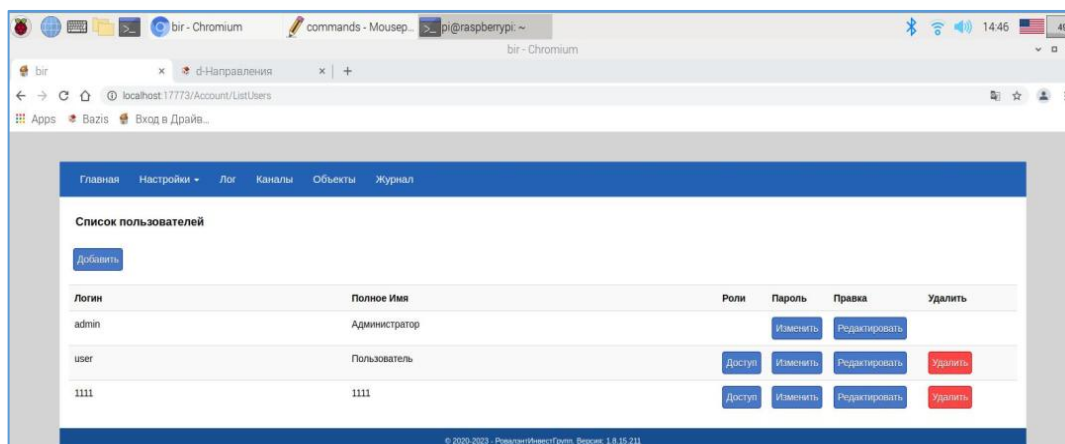 bir - Chromium commands - Mousep... pi@raspberrypi: ~ 14:46
bir - Chromium
bir d-Направления
localhost:17773/Account/ListUsers
Apps Bazis Вход в Драйв...
Главная Настройки Лог Каналы Объекты Журнал
Список пользователей
Добавить
Логин Полное Имя Роли Пароль Правка Удалить
admin Администратор Изменить Редактировать
user Пользователь Доступ Изменить Редактировать Удалить
1111 1111 Доступ Изменить Редактировать Удалить
© 2020-2023 - РовалэнтИнвестГрупп. Версия: 1.8.15.211